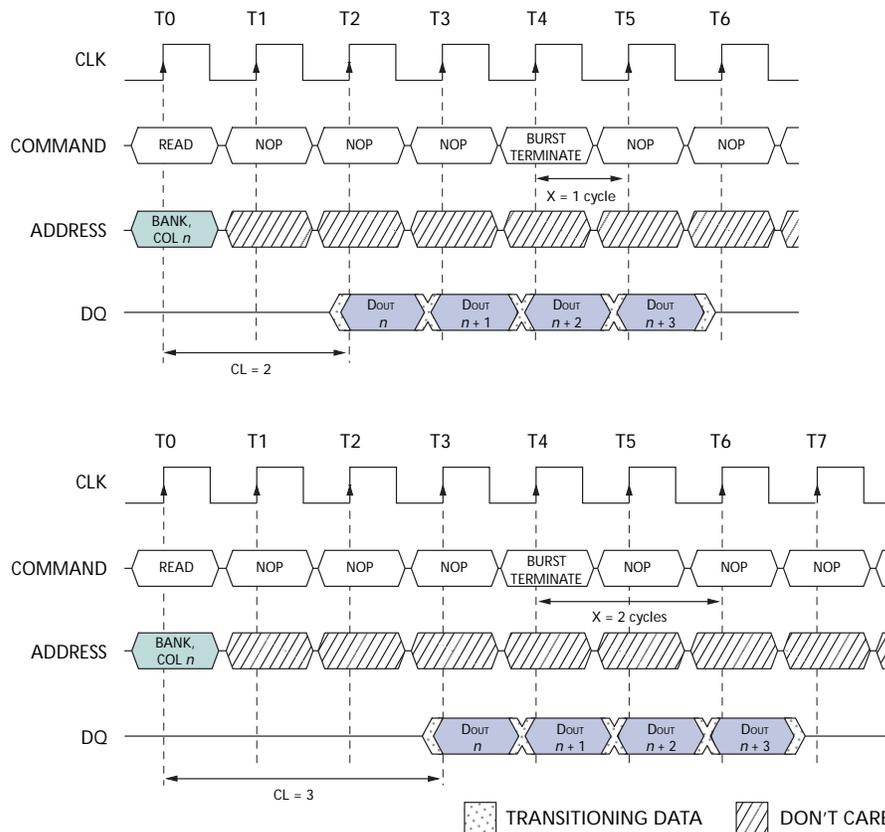 T0 T1 T2 T3 T4 T5 T6
CLK
COMMAND READ NOP NOP NOP BURST TERMINATE NOP NOP
X = 1 cycle
ADDRESS BANK, COL n
DQ DOUT n DOUT n + 1 DOUT n + 2 DOUT n + 3
CL = 2
T0 T1 T2 T3 T4 T5 T6 T7
CLK
COMMAND READ NOP NOP NOP BURST TERMINATE NOP NOP NOP
X = 2 cycles
ADDRESS BANK, COL n
DQ DOUT n DOUT n + 1 DOUT n + 2 DOUT n + 3
CL = 3
TRANSITIONING DATA DON'T CARE